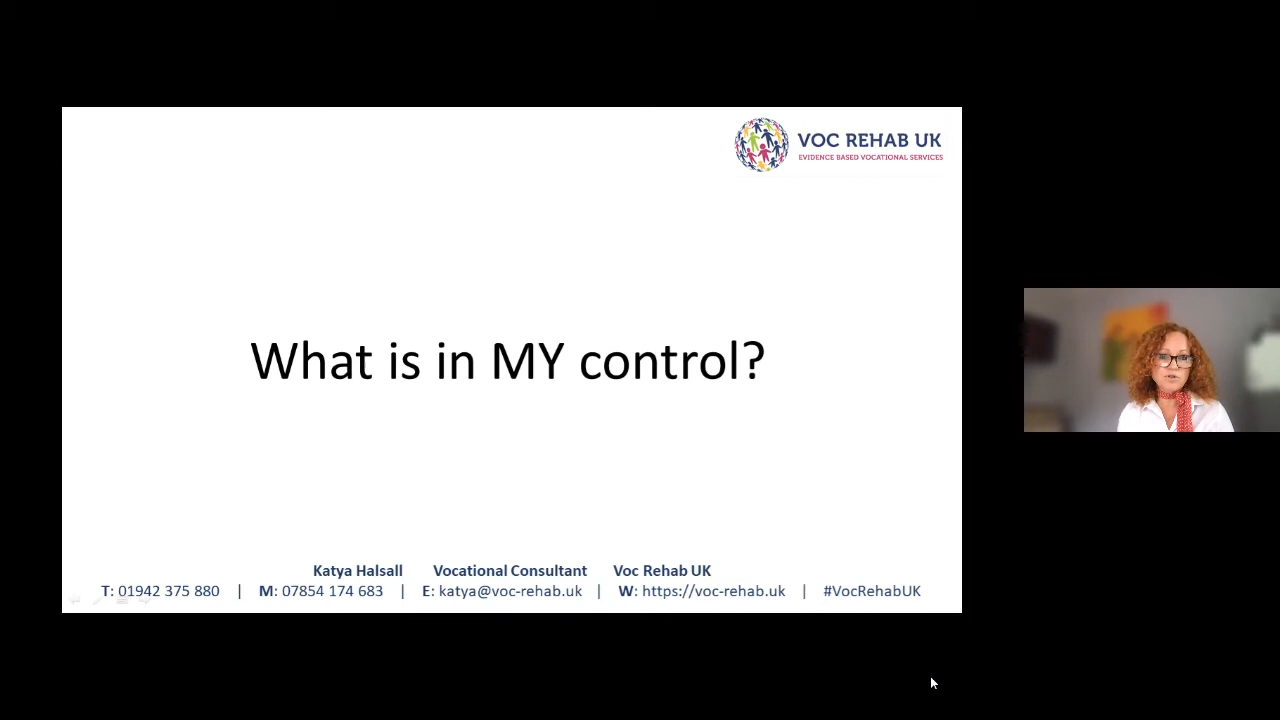 VOC REHAB UK
EVIDENCE BASED VOCATIONAL SERVICES
What is in MY control?
Katya Halsall Vocational Consultant Voc Rehab UK
T: 01942 375 880 | M: 07854 174 683 | E: katya@voc-rehab.uk | W: https://voc-rehab.uk | #VocRehabUK